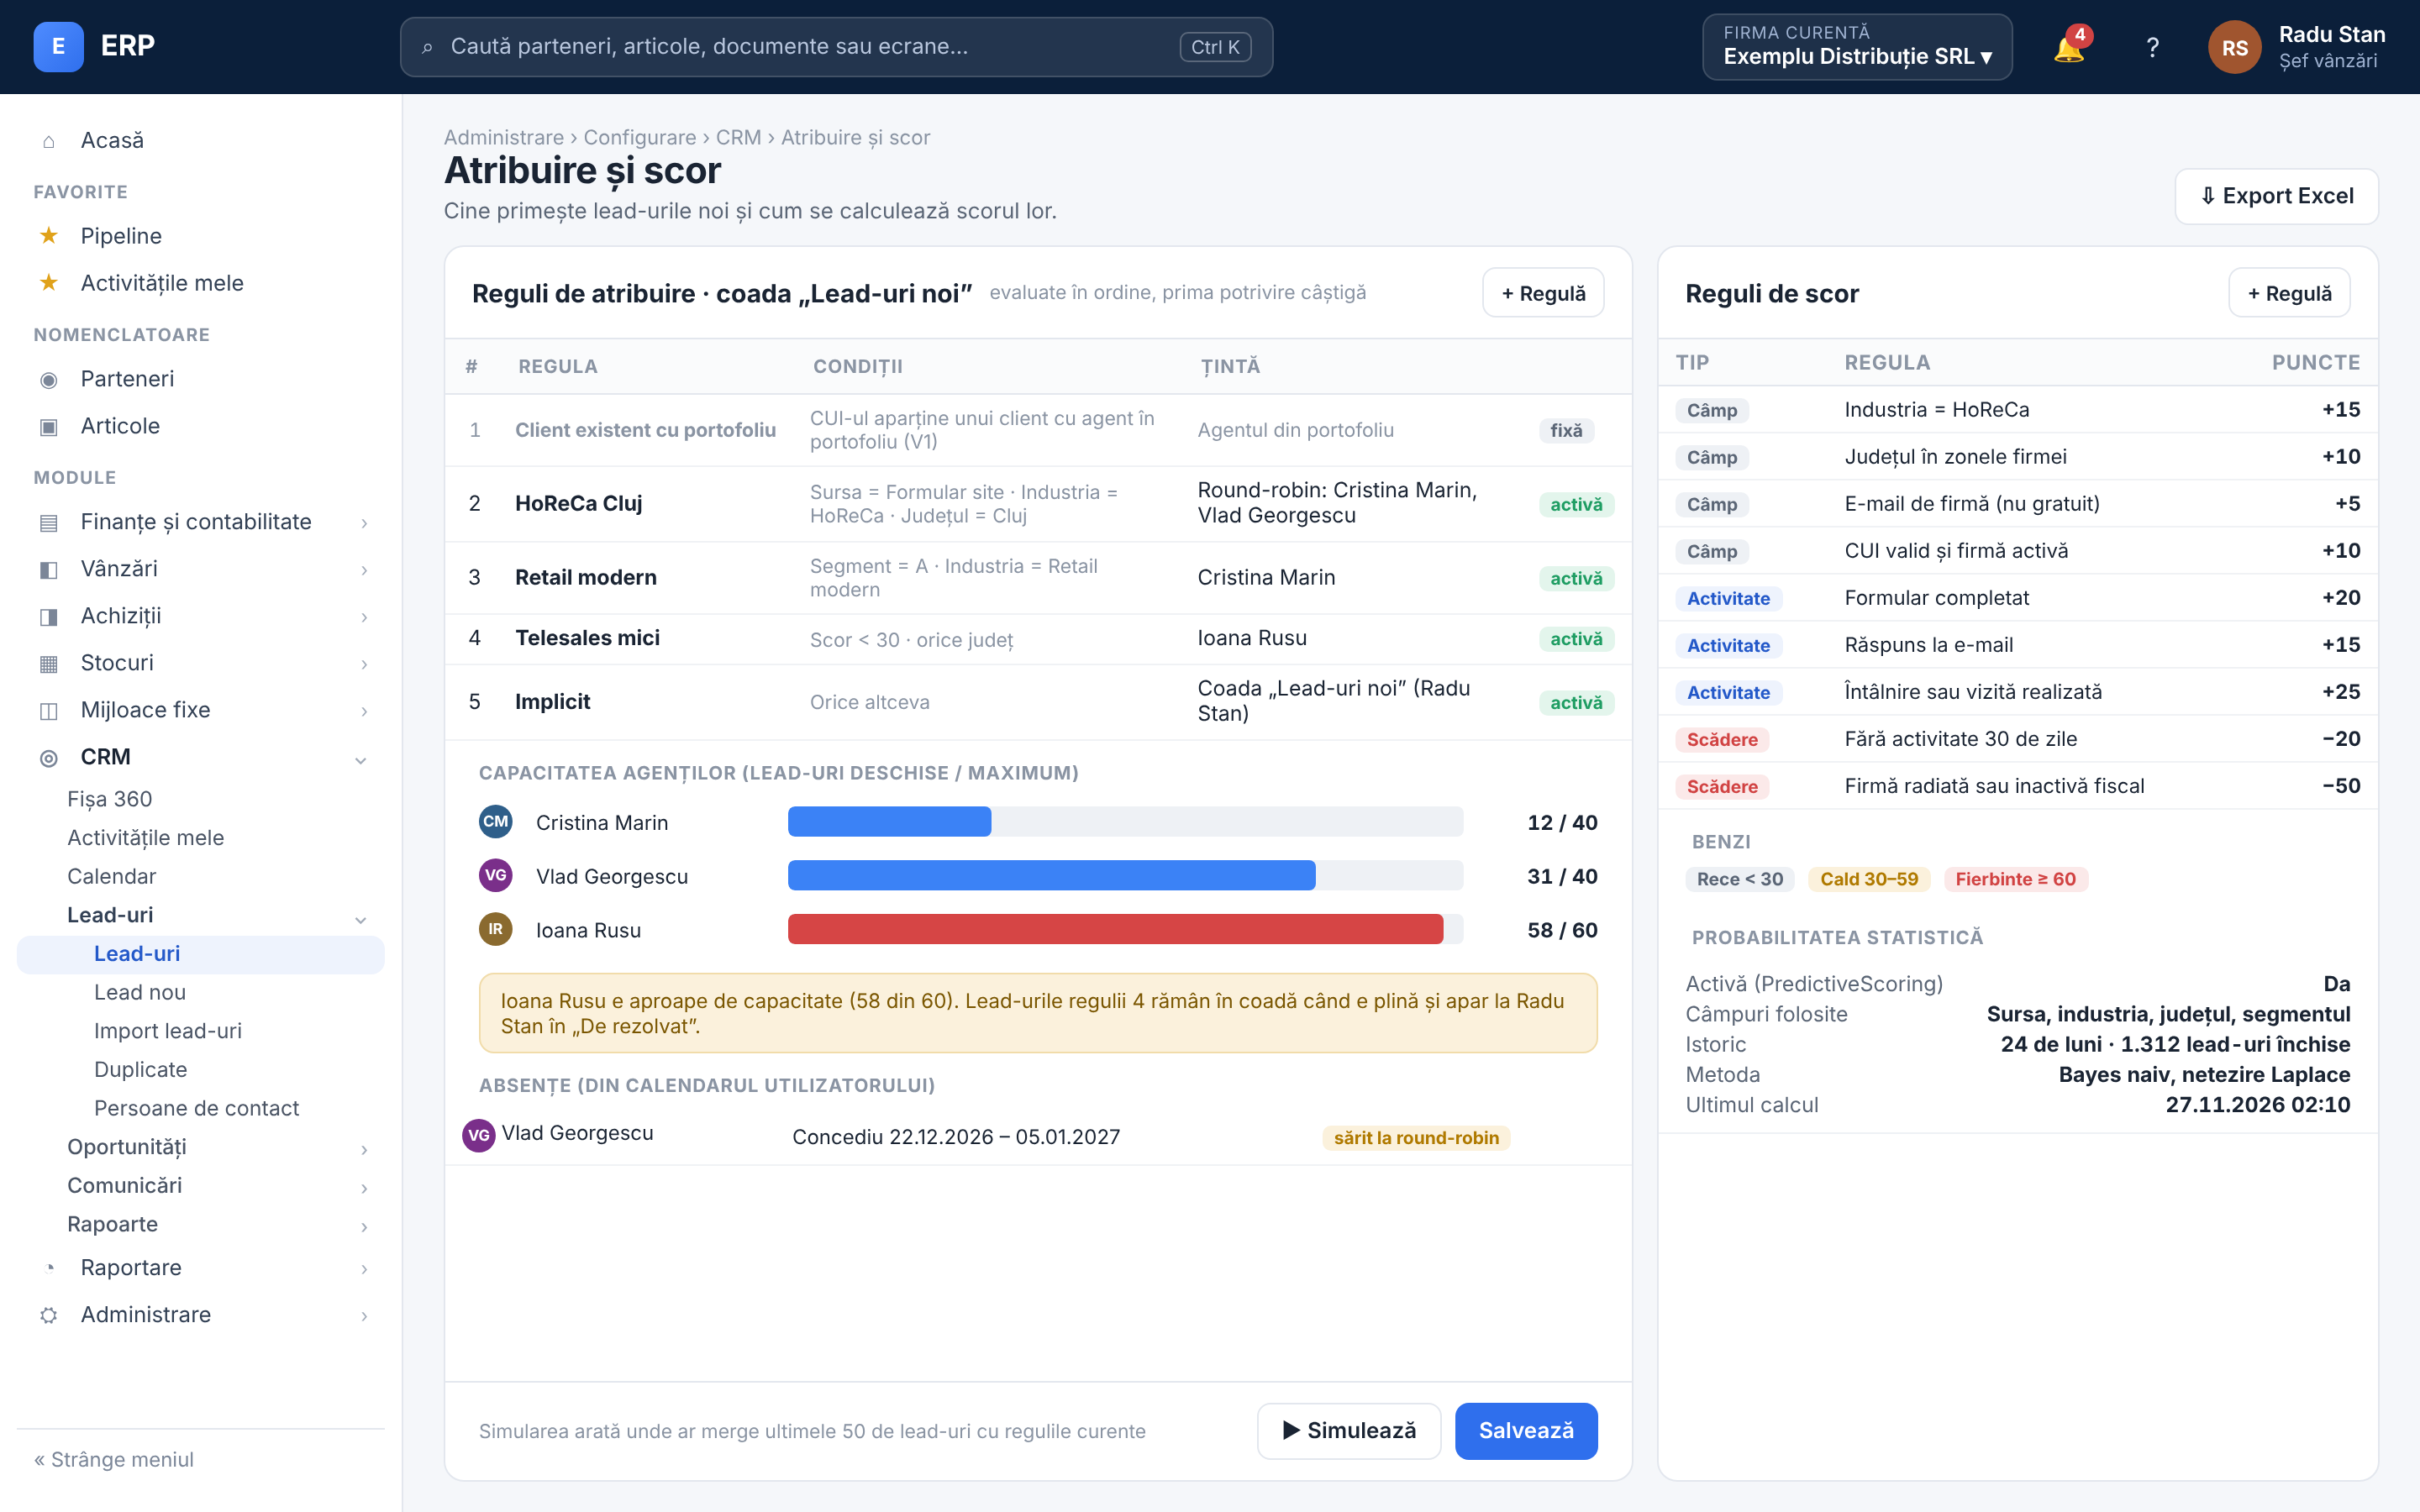 E ERP
Caută parteneri, articole, documente sau ecrane... Ctrl K
FIRMA CURENTĂ
Exemplu Distribuție SRL ▾
4
?
RS
Radu Stan
Șef vânzări
Acasă
FAVORITE
Pipeline
Activitățile mele
NOMENCLATOARE
Parteneri
Articole
MODULE
Finanțe și contabilitate
Vânzări
Achiziții
Stocuri
Mijloace fixe
CRM
Fișa 360
Activitățile mele
Calendar
Lead-uri
Lead-uri
Lead nou
Import lead-uri
Duplicate
Persoane de contact
Oportunități
Comunicări
Rapoarte
Raportare
Administrare
« Strânge meniul
Administrare › Configurare › CRM › Atribuire și scor
Atribuire și scor
Cine primește lead-urile noi și cum se calculează scorul lor.
⇩ Export Excel
Reguli de atribuire · coada „Lead-uri noi” evaluate în ordine, prima potrivire câștigă + Regulă
# REGULA CONDIȚII ȚINTĂ
1 Client existent cu portofoliu CUI-ul aparține unui client cu agent în
portofoliu (V1) Agentul din portofoliu fixă
2 HoReCa Cluj Sursa = Formular site · Industria =
HoReCa · Județul = Cluj Round-robin: Cristina Marin,
Vlad Georgescu activă
3 Retail modern Segment = A · Industria = Retail
modern Cristina Marin activă
4 Telesales mici Scor < 30 · orice județ Ioana Rusu activă
5 Implicit Orice altceva Coada „Lead-uri noi” (Radu
Stan) activă
CAPACITATEA AGENȚILOR (LEAD-URI DESCHISE / MAXIMUM)
CM Cristina Marin 12 / 40
VG Vlad Georgescu 31 / 40
IR Ioana Rusu 58 / 60
Ioana Rusu e aproape de capacitate (58 din 60). Lead-urile regulii 4 rămân în coadă când e plină și apar la Radu
Stan în „De rezolvat”.
ABSENȚE (DIN CALENDARUL UTILIZATORULUI)
VG Vlad Georgescu Concediu 22.12.2026 – 05.01.2027 sărit la round-robin
Simularea arată unde ar merge ultimele 50 de lead-uri cu regulile curente
▶ Simulează
Salvează
Reguli de scor + Regulă
TIP REGULA PUNCTE
Câmp Industria = HoReCa +15
Câmp Județul în zonele firmei +10
Câmp E-mail de firmă (nu gratuit) +5
Câmp CUI valid și firmă activă +10
Activitate Formular completat +20
Activitate Răspuns la e-mail +15
Activitate Întâlnire sau vizită realizată +25
Scădere Fără activitate 30 de zile −20
Scădere Firmă radiată sau inactivă fiscal −50
BENZI
Rece < 30 Cald 30–59 Fierbinte ≥ 60
PROBABILITATEA STATISTICĂ
Activă (PredictiveScoring) Da
Câmpuri folosite Sursa, industria, județul, segmentul
Istoric 24 de luni · 1.312 lead-uri închise
Metoda Bayes naiv, netezire Laplace
Ultimul calcul 27.11.2026 02:10